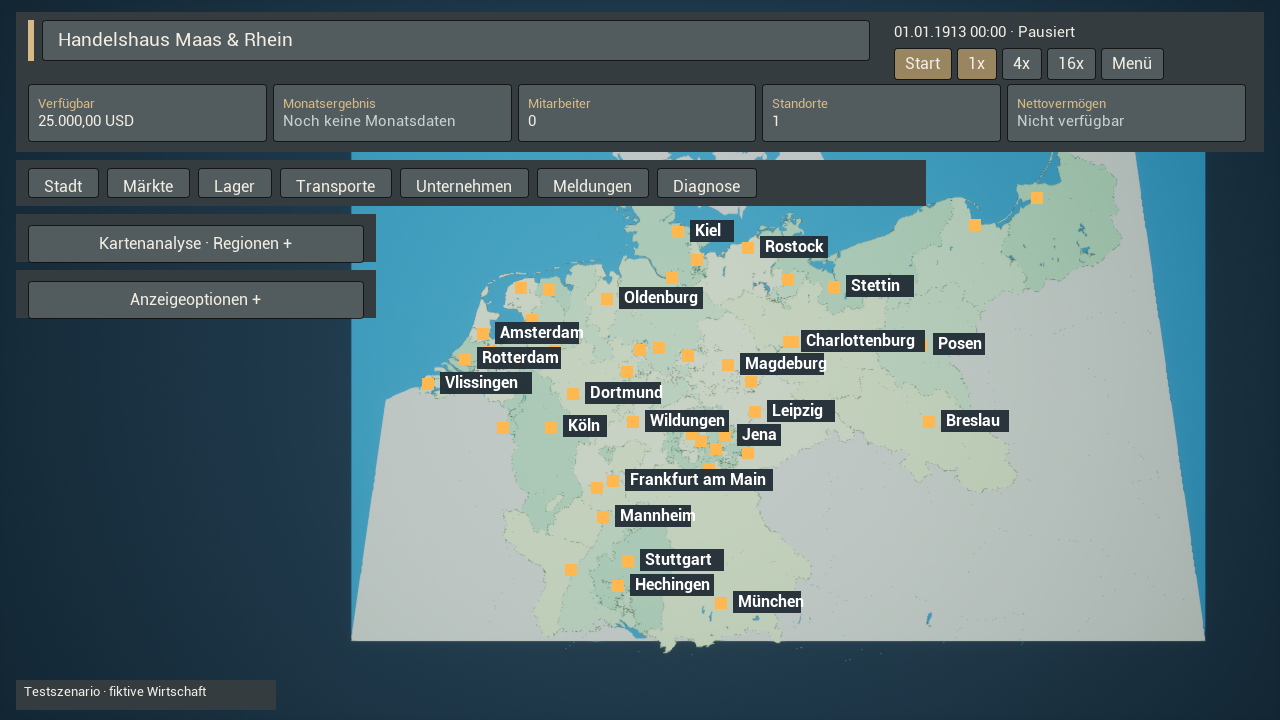 Handelshaus Maas & Rhein
01.01.1913 00:00 · Pausiert
Start 1x 4x 16x Menü
Verfügbar
25.000,00 USD
Monatsergebnis
Noch keine Monatsdaten
Mitarbeiter
0
Standorte
1
Nettovermögen
Nicht verfügbar
Stadt Märkte Lager Transporte Unternehmen Meldungen Diagnose
Kartenanalyse · Regionen +
Anzeigeoptionen +
Kiel
Rostock
Stettin
Oldenburg
Amsterdam
Charlottenburg
Posen
Rotterdam
Magdeburg
Vlissingen
Dortmund
Leipzig
Köln
Wildungen
Breslau
Jena
Frankfurt am Main
Mannheim
Stuttgart
Hechingen
München
Testszenario · fiktive Wirtschaft